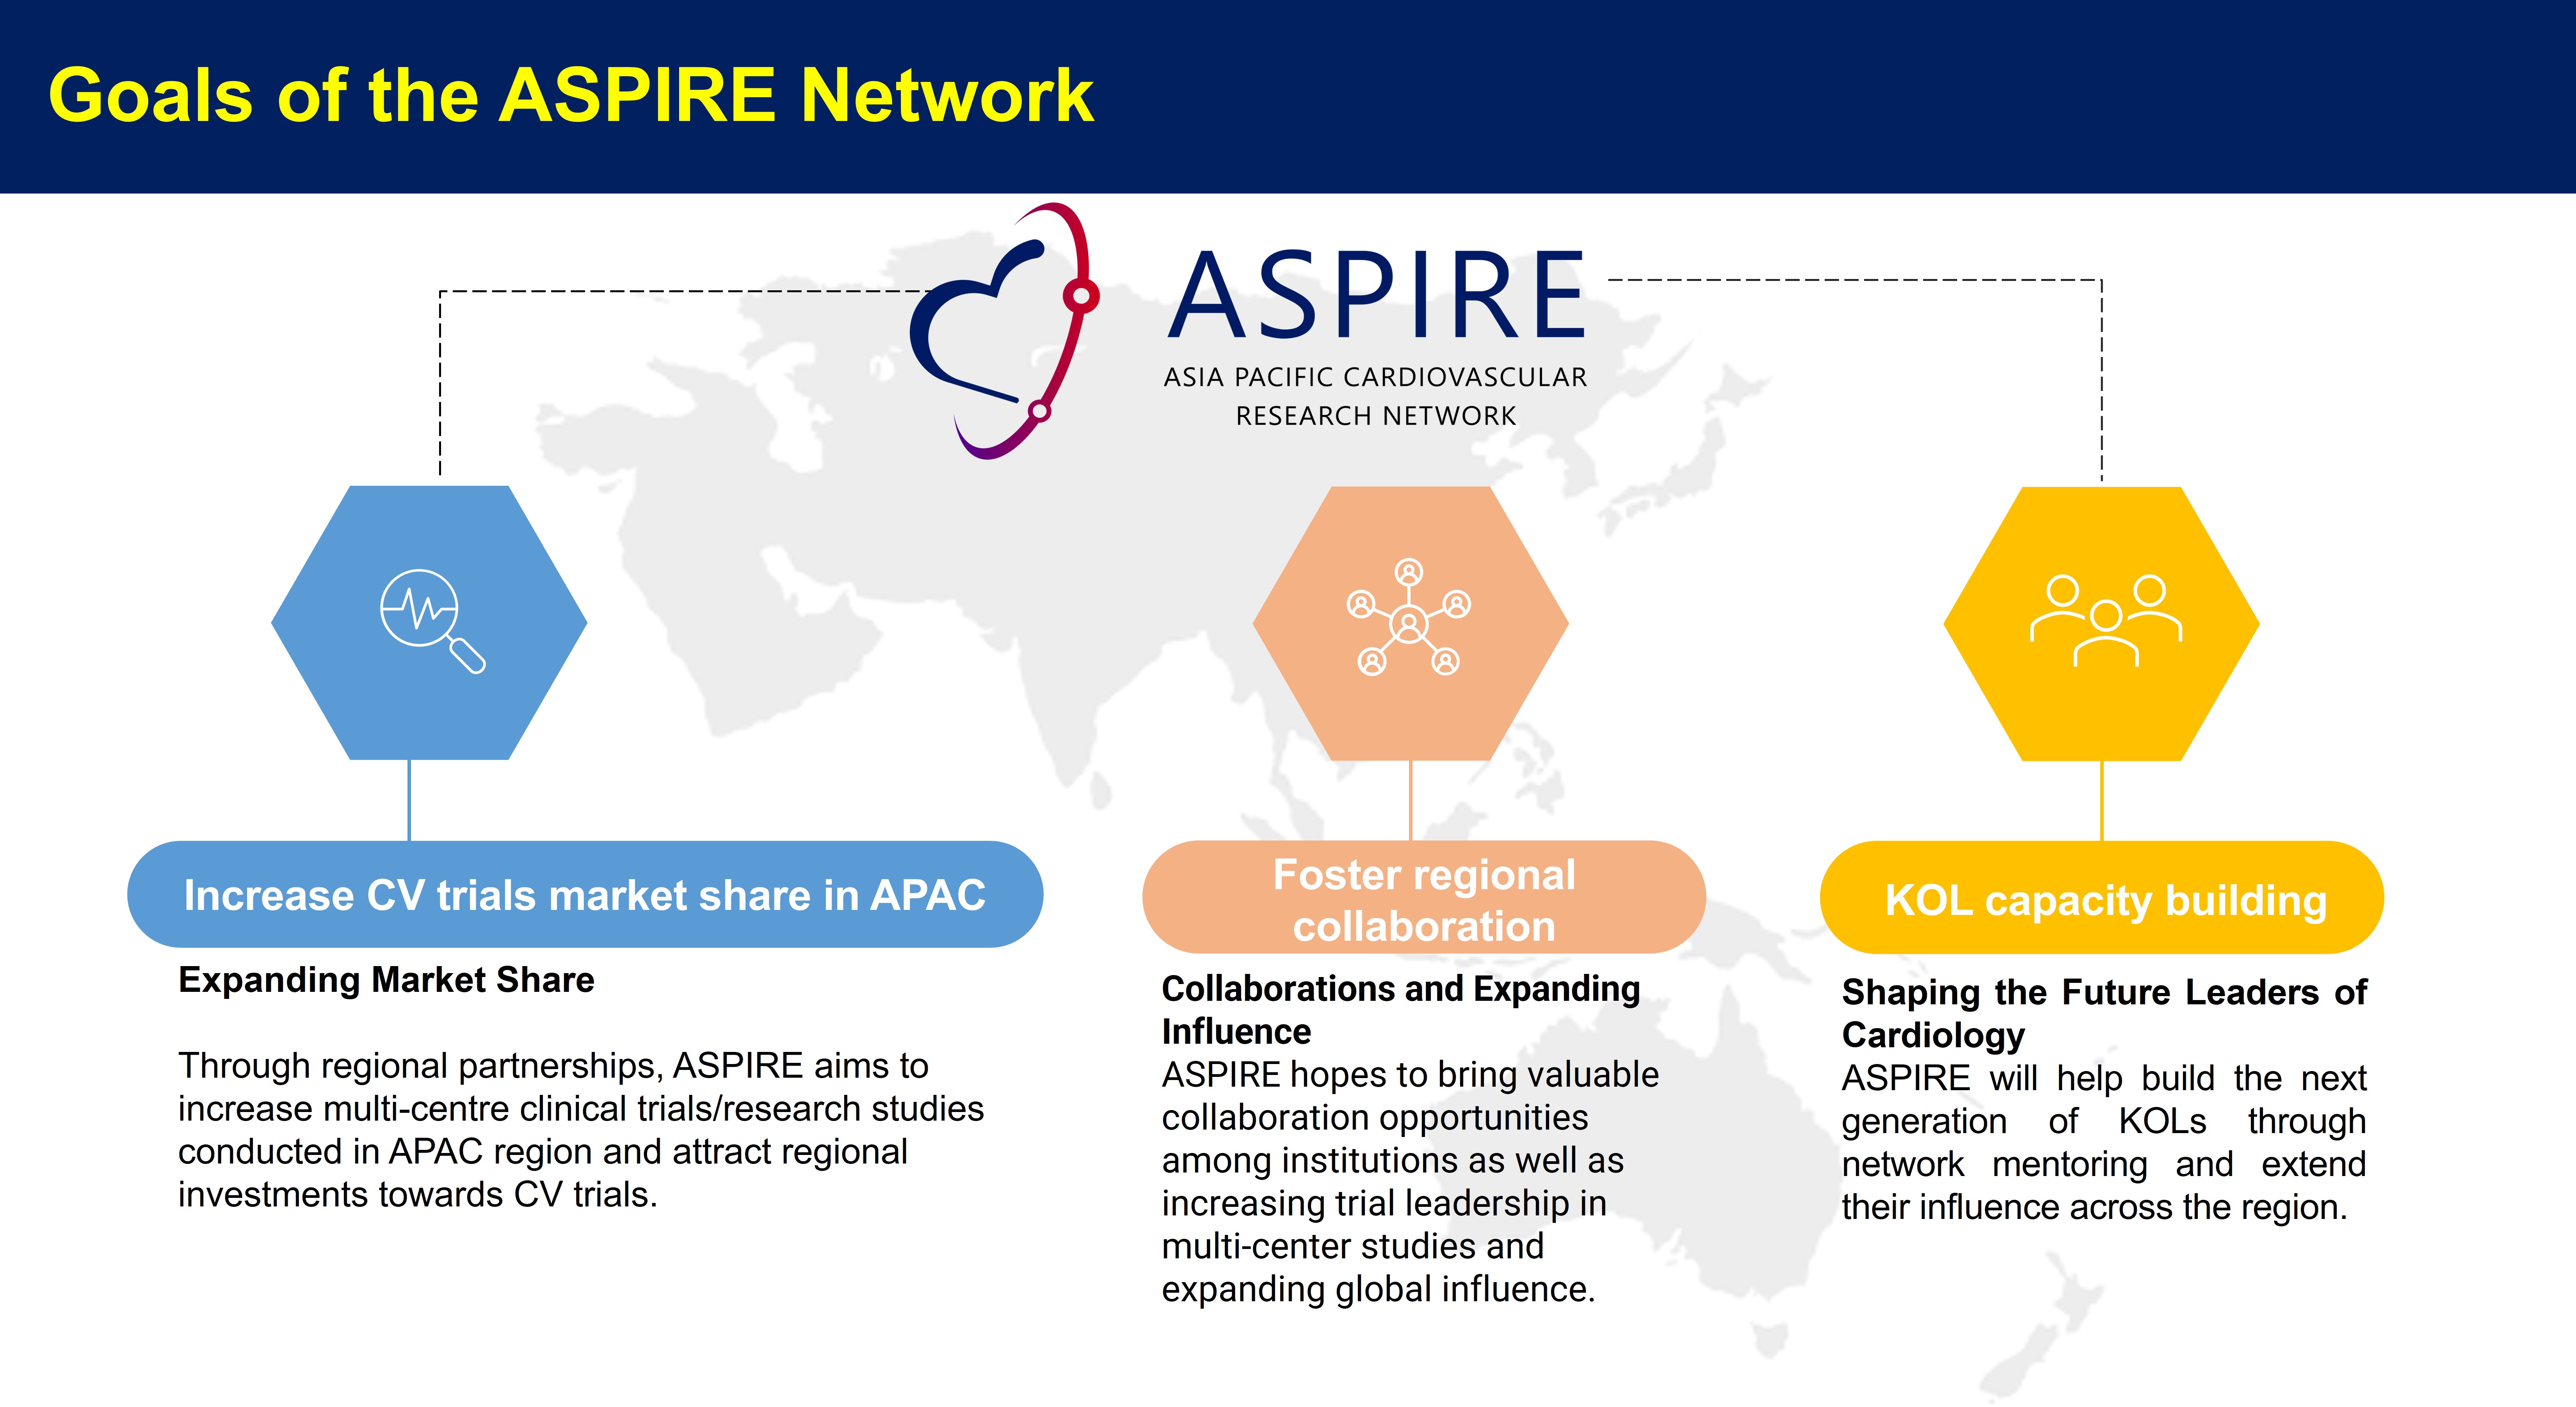 Goals of the ASPIRE Network
ASPIRE
ASIA PACIFIC CARDIOVASCULAR
RESEARCH NETWORK
Increase CV trials market share in APAC
Expanding Market Share
Through regional partnerships, ASPIRE aims to
increase multi-centre clinical trials/research studies
conducted in APAC region and attract regional
investments towards CV trials.
Foster regional
collaboration
Collaborations and Expanding
Influence
ASPIRE hopes to bring valuable
collaboration opportunities
among institutions as well as
increasing trial leadership in
multi-center studies and
expanding global influence.
KOL capacity building
Shaping the Future Leaders of
Cardiology
ASPIRE will help build the next
generation of KOLs through
network mentoring and extend
their influence across the region.